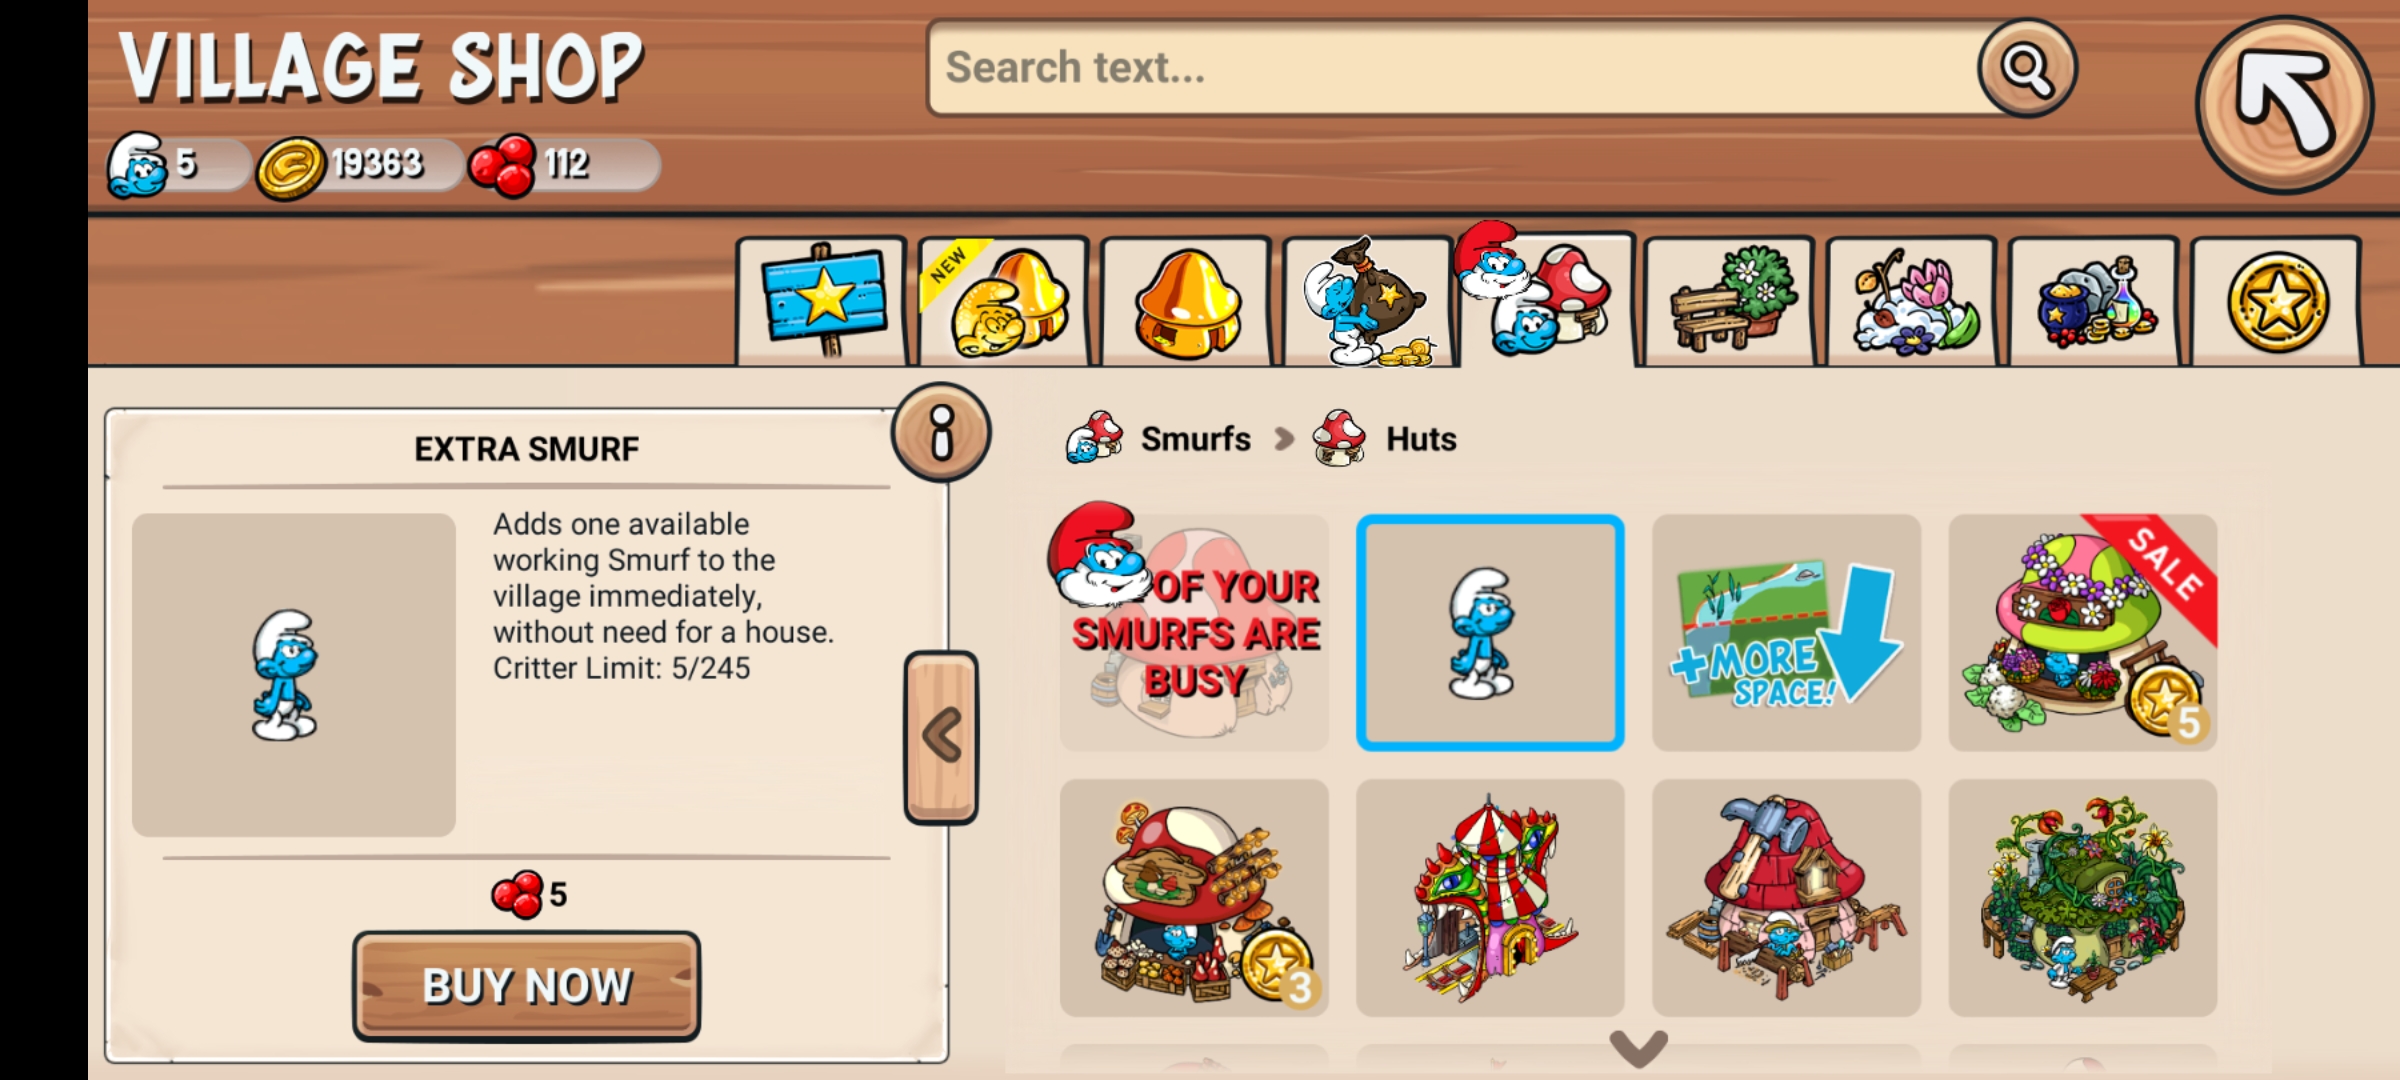 VILLAGE SHOP
Search text...
5
19363
112
NEW
EXTRA SMURF
Adds one available
working Smurf to the
village immediately,
without need for a house.
Critter Limit: 5/245
5
BUY NOW
Smurfs
Huts
OF YOUR
SMURFS ARE
BUSY
+MORE
SPACE!
SALE
5
3